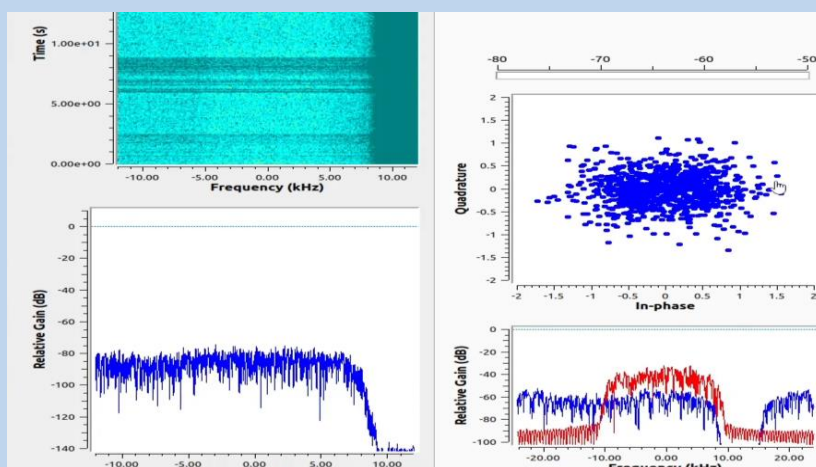 Time (s)
1.00e+01
5.00e+00
0.00e+00
-10.00 -5.00 0.00 5.00 10.00
Frequency (kHz)
Relative Gain (dB)
0
-20
-40
-60
-80
-100
-120
-140
-10.00 -5.00 0.00 5.00 10.00
-80 -70 -60 -50
Quadrature
2
1.5
1
0.5
0
-0.5
-1
-1.5
-2
-2 -1.5 -1 -0.5 0 0.5 1 1.5 2
In-phase
Relative Gain (dB)
0
-20
-40
-60
-80
-100
-20.00 -10.00 0.00 10.00 20.00
Frequency (kHz)